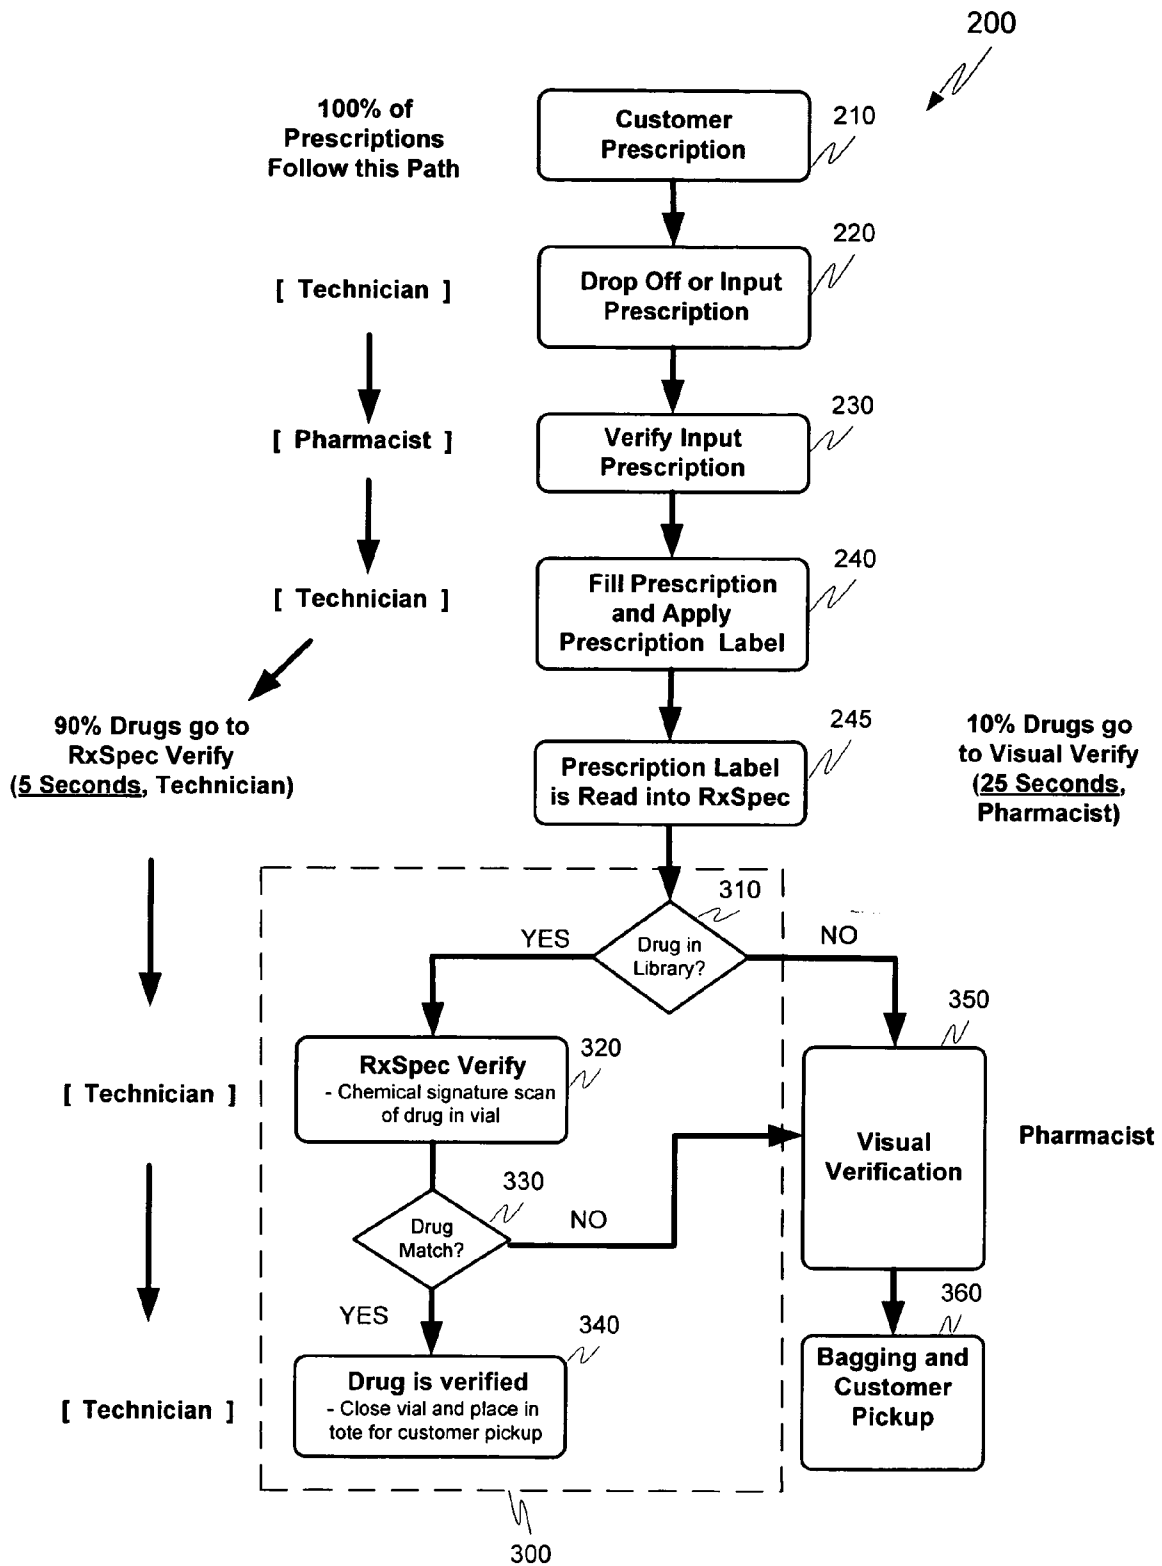 200
100% of
Prescriptions
Follow this Path
Customer
Prescription
210
[ Technician ]
Drop Off or Input
Prescription
220
[ Pharmacist ]
Verify Input
Prescription
230
[ Technician ]
Fill Prescription
and Apply
Prescription Label
240
90% Drugs go to
RxSpec Verify
(5 Seconds, Technician)
Prescription Label
is Read into RxSpec
245
10% Drugs go
to Visual Verify
(25 Seconds,
Pharmacist)
310
YES
Drug in
Library?
NO
[ Technician ]
RxSpec Verify
- Chemical signature scan
of drug in vial
320
350
Visual
Verification
Pharmacist
330
Drug
Match?
NO
YES
340
360
[ Technician ]
Drug is verified
- Close vial and place in
tote for customer pickup
Bagging and
Customer
Pickup
300